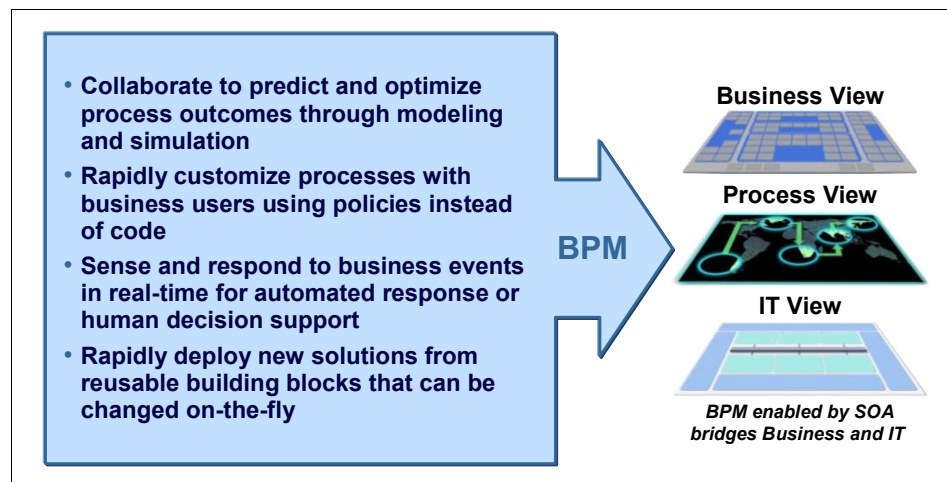 • Collaborate to predict and optimize
process outcomes through modeling
and simulation
• Rapidly customize processes with
business users using policies instead
of code
• Sense and respond to business events
in real-time for automated response or
human decision support
• Rapidly deploy new solutions from
reusable building blocks that can be
changed on-the-fly
BPM
Business View
Process View
IT View
BPM enabled by SOA
bridges Business and IT